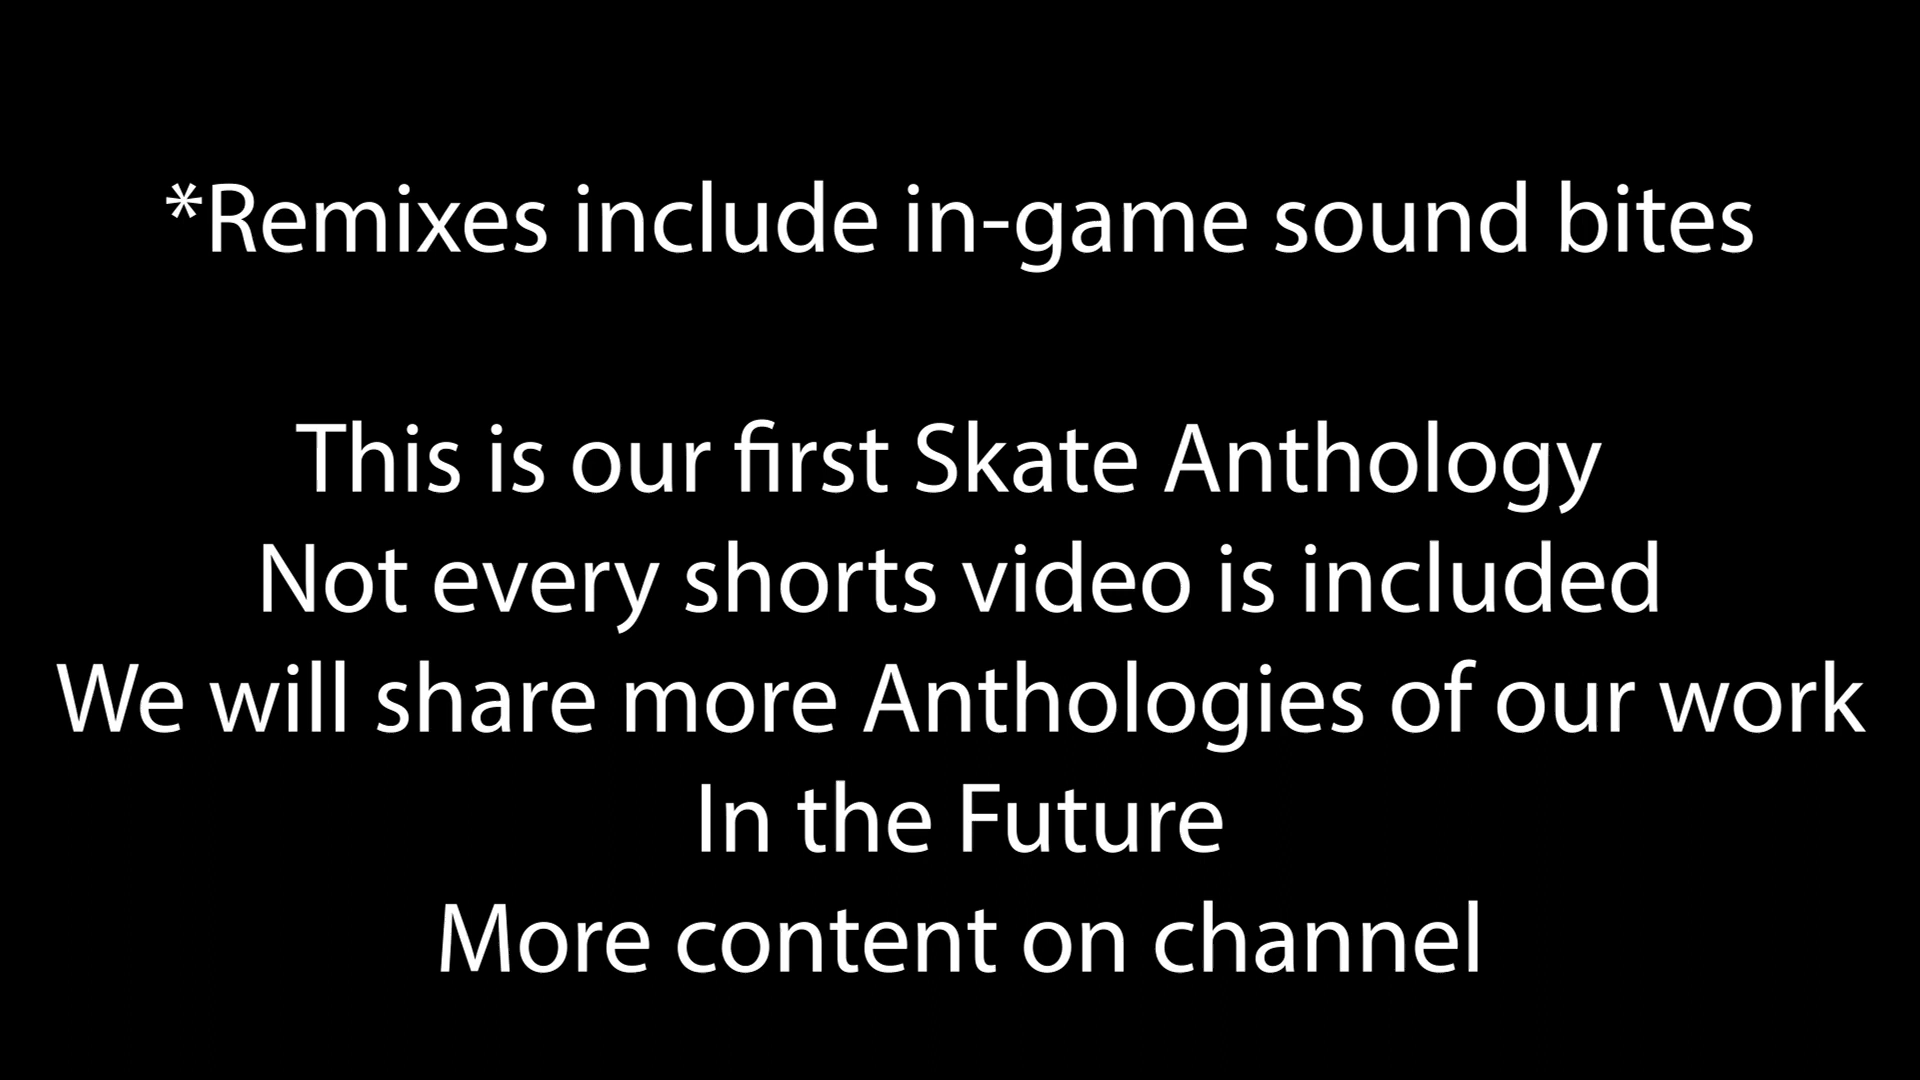 *Remixes include in-game sound bites
This is our first Skate Anthology
Not every shorts video is included
We will share more Anthologies of our work
In the Future
More content on channel